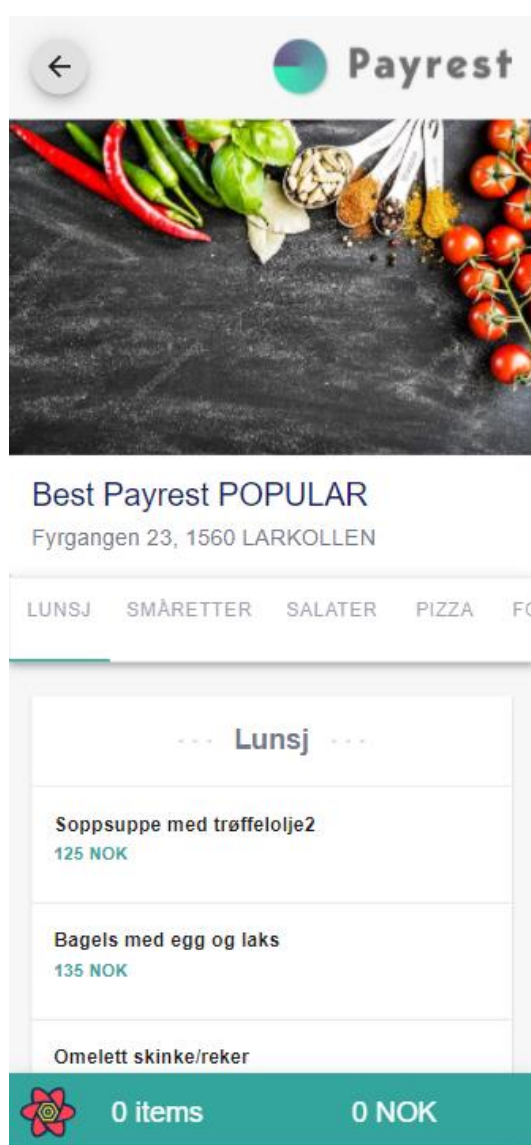 Payrest
Best Payrest POPULAR
Fyrgangen 23, 1560 LARKOLLEN
LUNSJ SMÅRETTER SALATER PIZZA FO
--- Lunsj ---
Soppsuppe med trøffelolje2
125 NOK
Bagels med egg og laks
135 NOK
Omelett skinke/reker
0 items 0 NOK